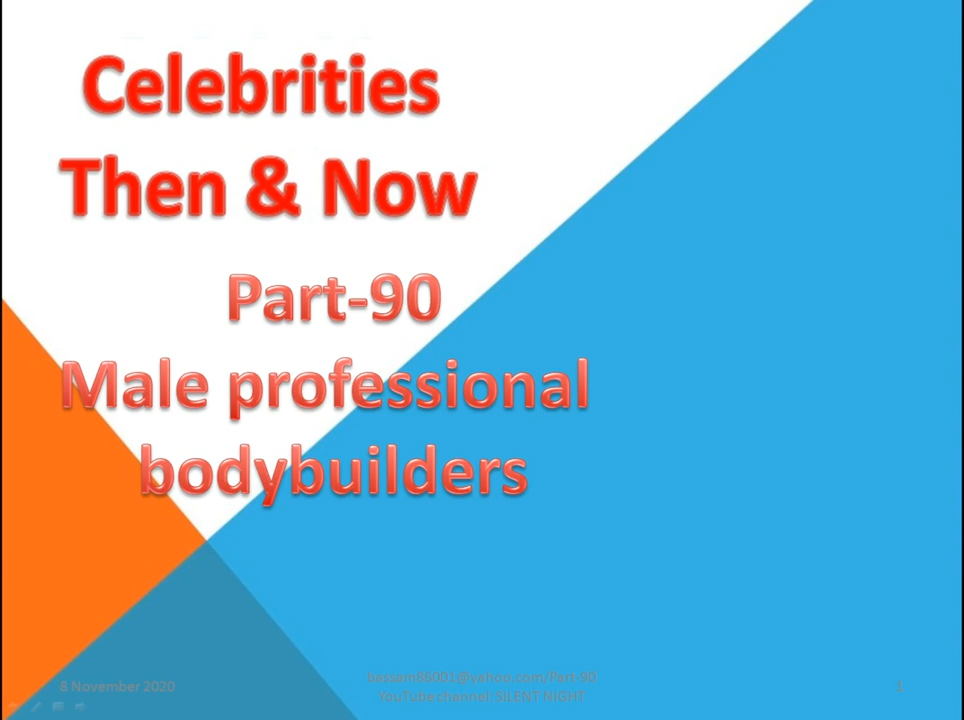 Celebrities
Then & Now
Part-90
Male professional
bodybuilders
8 November 2020
bassam88001@yahoo.com/Part-90
YouTube channel: SILENT NIGHT
1